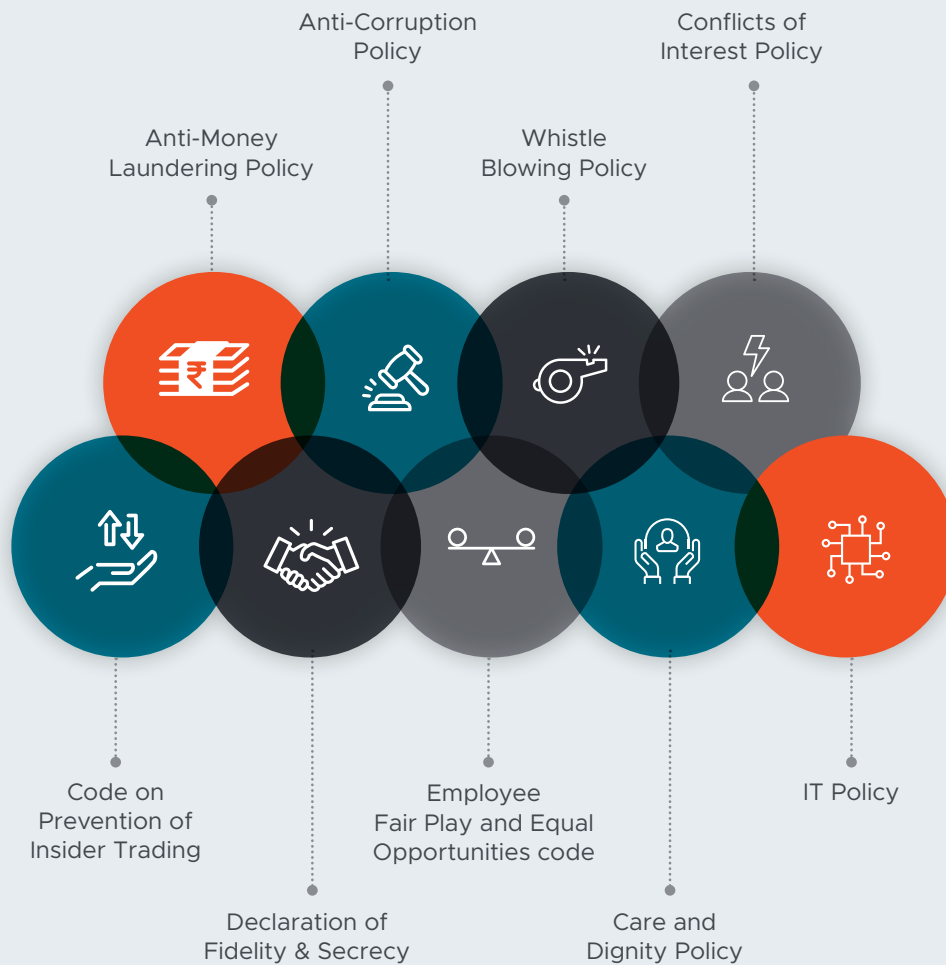 Anti-Corruption
Policy
Conflicts of
Interest Policy
Anti-Money
Laundering Policy
Whistle
Blowing Policy
₹
Code on
Prevention of
Insider Trading
Employee
Fair Play and Equal
Opportunities code
IT Policy
Declaration of
Fidelity & Secrecy
Care and
Dignity Policy